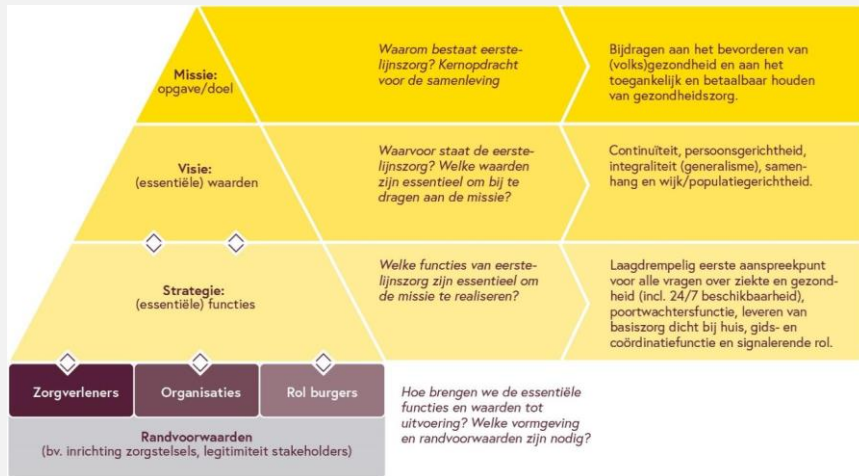 Missie:
opgave/doel
Waarom bestaat eerste-
lijnszorg? Kernopdracht
voor de samenleving
Bijdragen aan het bevorderen van
(volks)gezondheid en aan het
toegankelijk en betaalbaar houden
van gezondheidszorg.
Visie:
(essentiële) waarden
Waarvoor staat de eerste-
lijnszorg? Welke waarden
zijn essentieel om bij te
dragen aan de missie?
Continuïteit, persoonsgerichtheid,
integraliteit (generalisme), samen-
hang en wijk/populatiegerichtheid.
Strategie:
(essentiële) functies
Welke functies van eerste-
lijnszorg zijn essentieel om
de missie te realiseren?
Laagdrempelig eerste aanspreekpunt
voor alle vragen over ziekte en gezond-
heid (incl. 24/7 beschikbaarheid),
poortwachtersfunctie, leveren van
basiszorg dicht bij huis, gids- en
coördinatiefunctie en signalerende rol.
Zorgverleners
Organisaties
Rol burgers
Randvoorwaarden
(bv. inrichting zorgstelsels, legitimiteit stakeholders)
Hoe brengen we de essentiële
functies en waarden tot
uitvoering? Welke vormgeving
en randvoorwaarden zijn nodig?